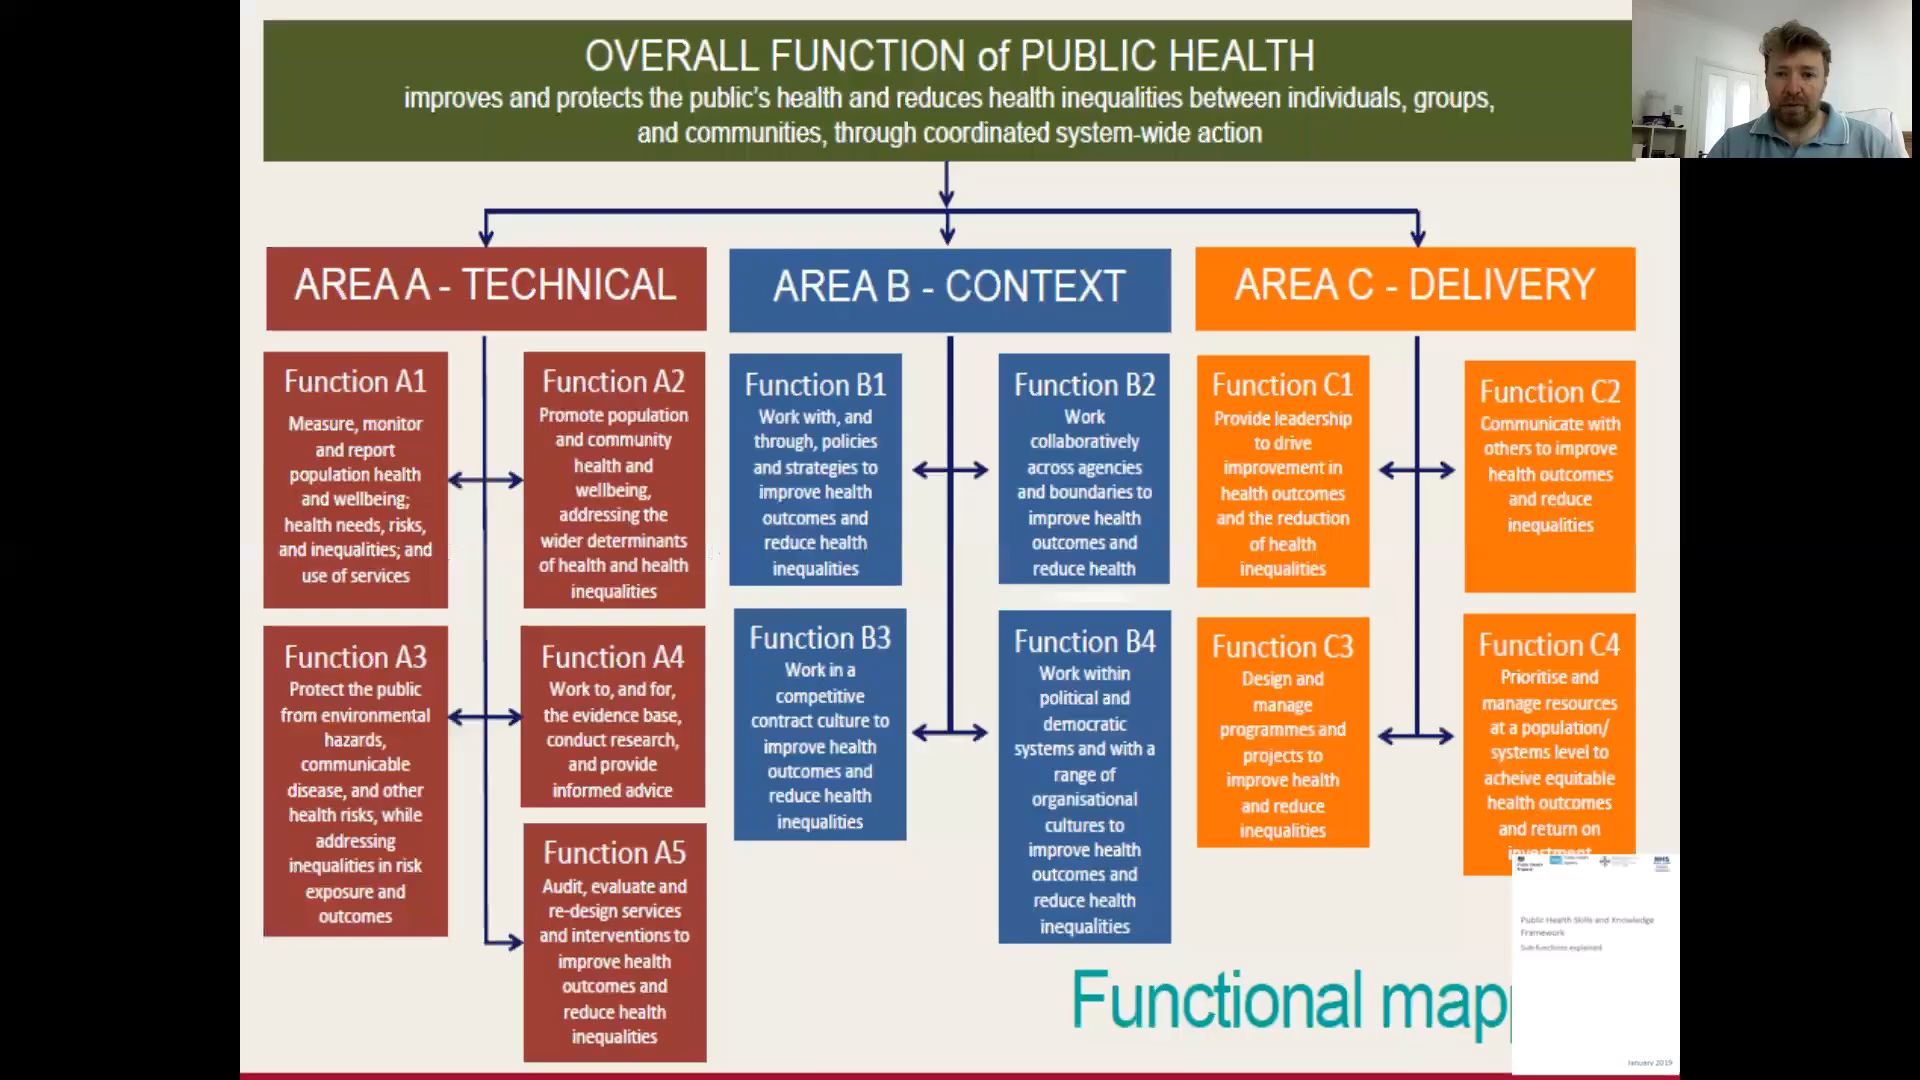 OVERALL FUNCTION of PUBLIC HEALTH
improves and protects the public's health and reduces health inequalities between individuals, groups,
and communities, through coordinated system-wide action
AREA A - TECHNICAL
Function A1
Measure, monitor
and report
population health
and wellbeing;
health needs, risks,
and inequalities; and
use of services
Function A2
Promote population
and community
health and
wellbeing,
addressing the
wider determinants
of health and health
inequalities
Function A3
Protect the public
from environmental
hazards,
communicable
disease, and other
health risks, while
addressing
inequalities in risk
exposure and
outcomes
Function A4
Work to, and for,
the evidence base,
conduct research,
and provide
informed advice
Function A5
Audit, evaluate and
re-design services
and interventions to
improve health
outcomes and
reduce health
inequalities
AREA B - CONTEXT
Function B1
Work with, and
through, policies
and strategies to
improve health
outcomes and
reduce health
inequalities
Function B2
Work
collaboratively
across agencies
and boundaries to
improve health
outcomes and
reduce health
Function B3
Work in a
competitive
contract culture to
improve health
outcomes and
reduce health
inequalities
Function B4
Work within
political and
democratic
systems and with a
range of
organisational
cultures to
improve health
outcomes and
reduce health
inequalities
AREA C - DELIVERY
Function C1
Provide leadership
to drive
improvement in
health outcomes
and the reduction
of health
inequalities
Function C2
Communicate with
others to improve
health outcomes
and reduce
inequalities
Function C3
Design and
manage
programmes and
projects to
improve health
and reduce
inequalities
Function C4
Prioritise and
manage resources
at a population/
systems level to
acheive equitable
health outcomes
and return on
investment
Functional map
NHS
Public Health Skills and Knowledge
Framework
Sub-functions explained
January 2019